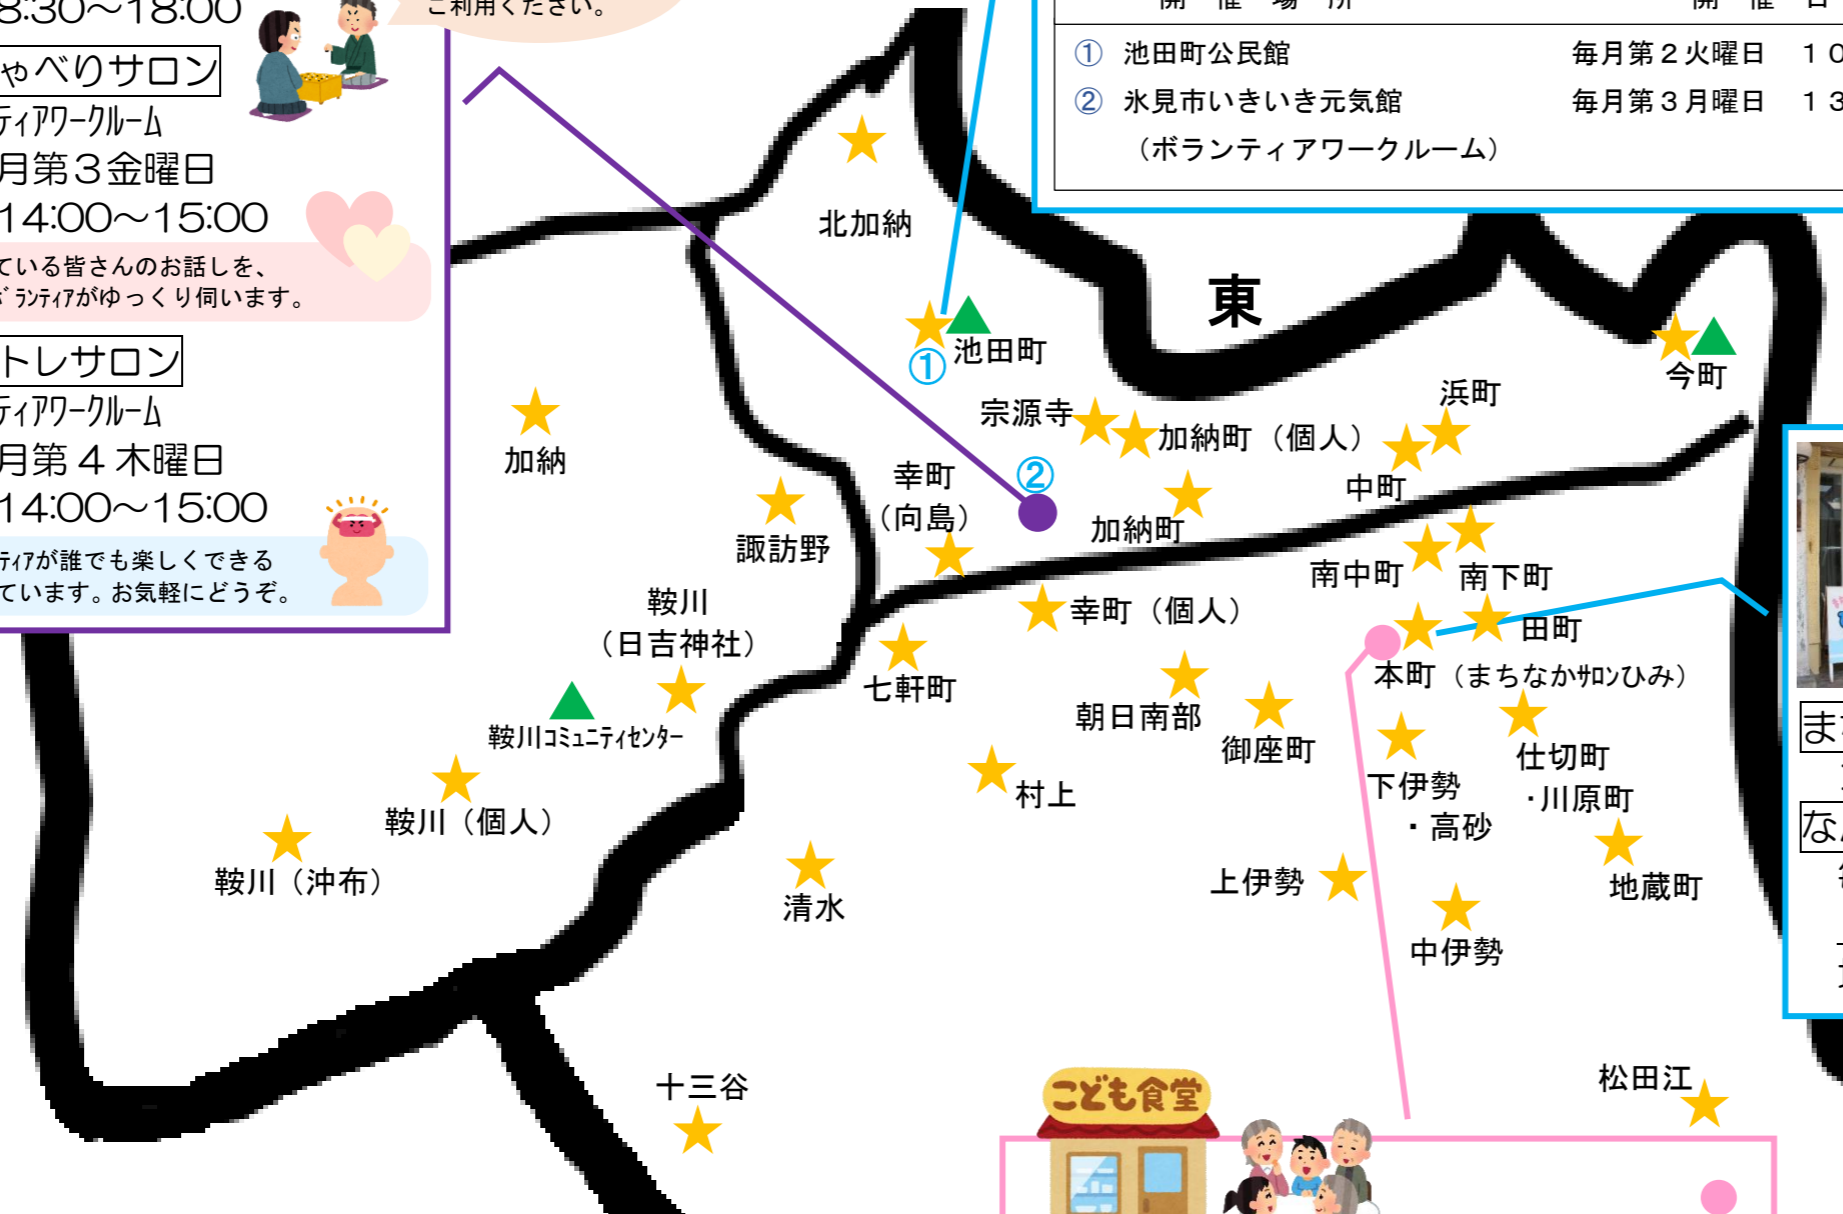 8:30～18:00
ご利用ください。
ゃべりサロン
ティアワークルーム
月第３金曜日
14:00～15:00
ている皆さんのお話しを、
ボランティアがゆっくり伺います。
トレサロン
ティアワークルーム
月第４木曜日
14:00～15:00
ティアが誰でも楽しくできる
ています。お気軽にどうぞ。
開催場所 開催日
① 池田町公民館 毎月第２火曜日 １０
② 氷見市いきいき元気館 毎月第３月曜日 １３
（ボランティアワークルーム）
北加納
東
池田町
①
今町
浜町
宗源寺
加納町（個人）
加納
幸町
（向島）
②
中町
加納町
諏訪野
南中町
南下町
鞍川
（日吉神社）
幸町（個人）
田町
七軒町
本町（まちなかサロンひみ）
朝日南部
鞍川コミュニティセンター
御座町
仕切町
・川原町
村上
下伊勢
・高砂
鞍川（個人）
鞍川（沖布）
清水
上伊勢
地蔵町
中伊勢
十三谷
松田江
こども食堂
ま
な